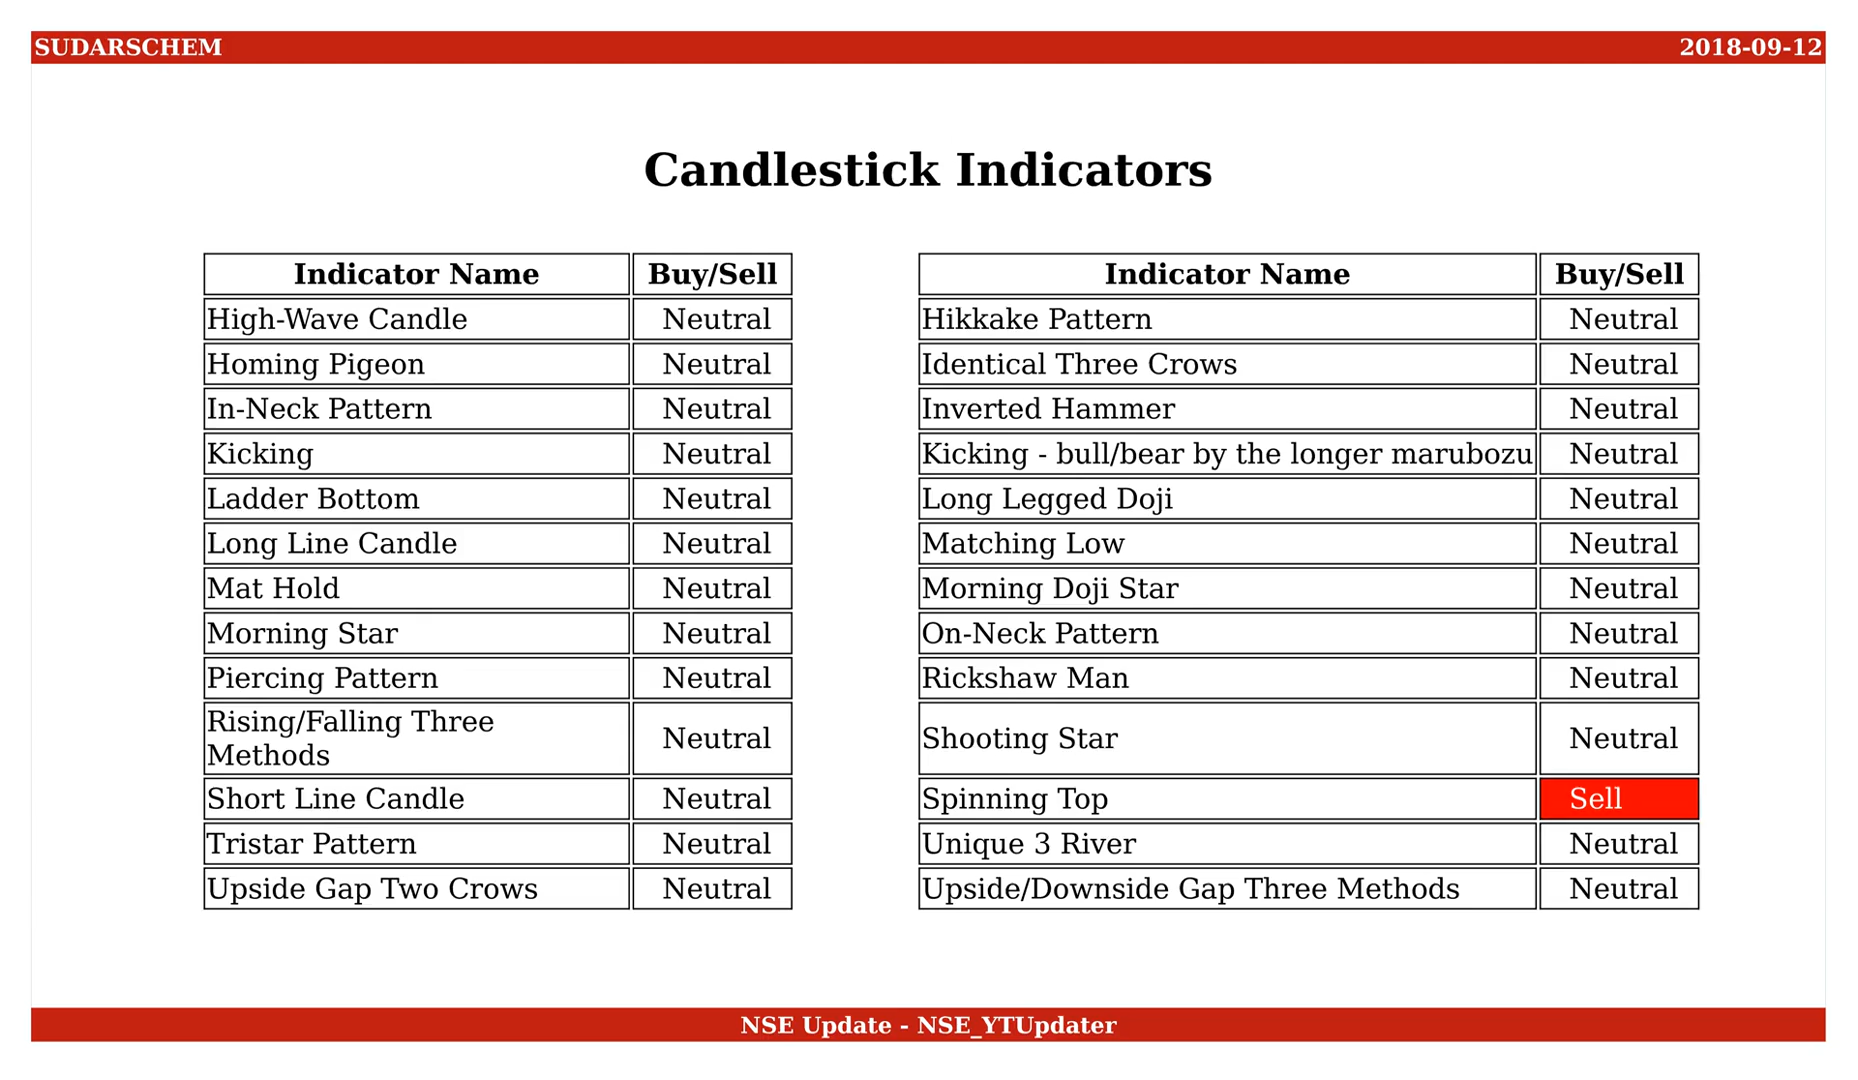 SUDARSCHEM 2018-09-12
Candlestick Indicators
Indicator Name Buy/Sell
High-Wave Candle Neutral
Homing Pigeon Neutral
In-Neck Pattern Neutral
Kicking Neutral
Ladder Bottom Neutral
Long Line Candle Neutral
Mat Hold Neutral
Morning Star Neutral
Piercing Pattern Neutral
Rising/Falling Three
Methods Neutral
Short Line Candle Neutral
Tristar Pattern Neutral
Upside Gap Two Crows Neutral
Indicator Name Buy/Sell
Hikkake Pattern Neutral
Identical Three Crows Neutral
Inverted Hammer Neutral
Kicking - bull/bear by the longer marubozu Neutral
Long Legged Doji Neutral
Matching Low Neutral
Morning Doji Star Neutral
On-Neck Pattern Neutral
Rickshaw Man Neutral
Shooting Star Neutral
Spinning Top Sell
Unique 3 River Neutral
Upside/Downside Gap Three Methods Neutral
NSE Update - NSE_YTUpdater